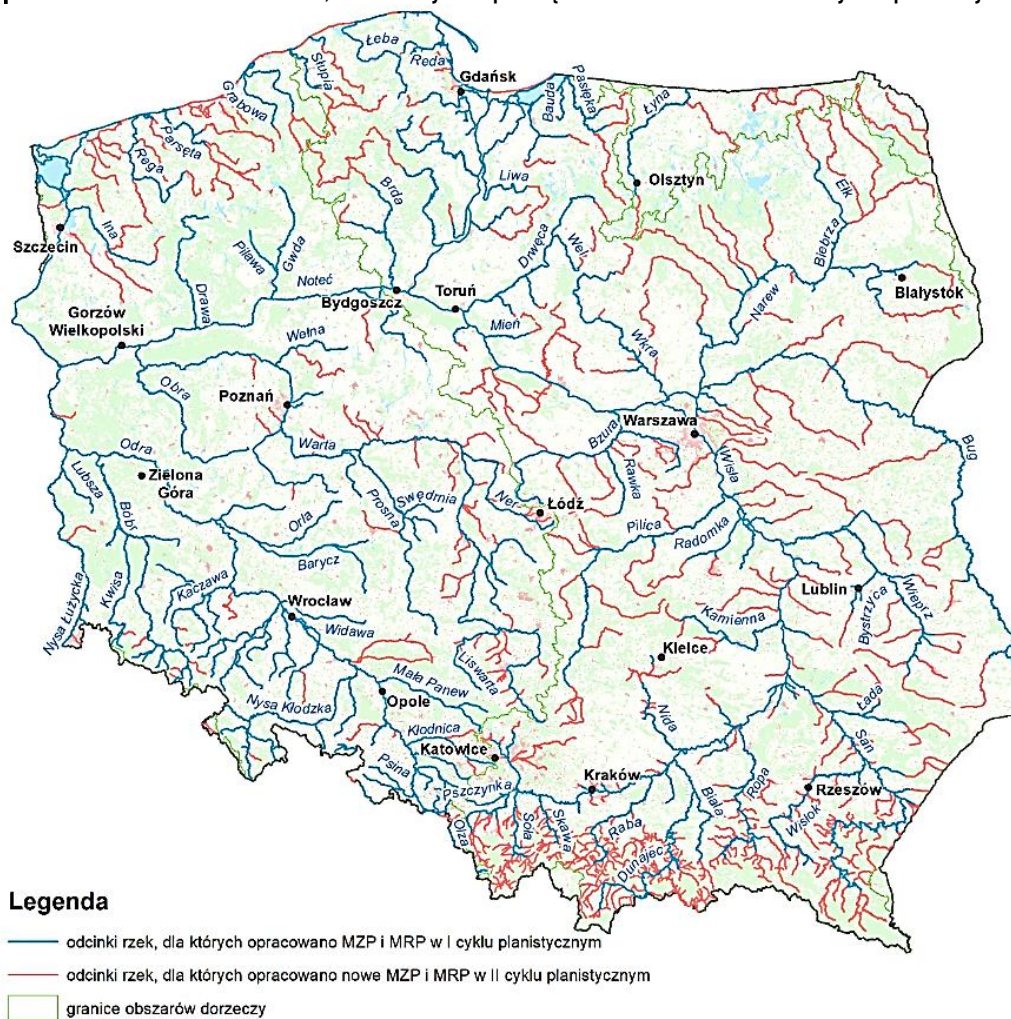 Łeba
Reda
Słupia
Gdańsk
Pasłęka
Bauda
Łyna
Grabowa
Parsęta
Rega
Brda
Liwa
Olsztyn
Ełk
Ina
Szczecin
Piława
Gwda
Drwęca
Wel
Biebrza
Drawa
Noteć
Bydgoszcz
Toruń
Narew
Białystok
Gorzów
Wielkopolski
Wełna
Mień
Wkra
Obra
Poznań
Warszawa
Bzura
Odra
Warta
Wisła
Bug
Zielona
Góra
Lubsza
Bóbr
Prosna
Swędrnia
Ner
Łódź
Rawka
Orla
Pilica
Radomka
Barycz
Nysa Łużycka
Kwisa
Kaczawa
Wrocław
Lublin
Bystrzyca
Wieprz
Widawa
Kamienna
Kielce
Liswarta
Mała Panew
Nysa Kłodzka
Opole
Nida
Łada
Kłodnica
Katowice
San
Psina
Pszczynka
Kraków
Biała
Ropa
Rzeszów
Olza
Soła
Skawa
Raba
Wisłok
Dunajec
Legenda
odcinki rzek, dla których opracowano MZP i MRP w I cyklu planistycznym
odcinki rzek, dla których opracowano nowe MZP i MRP w II cyklu planistycznym
granice obszarów dorzeczy